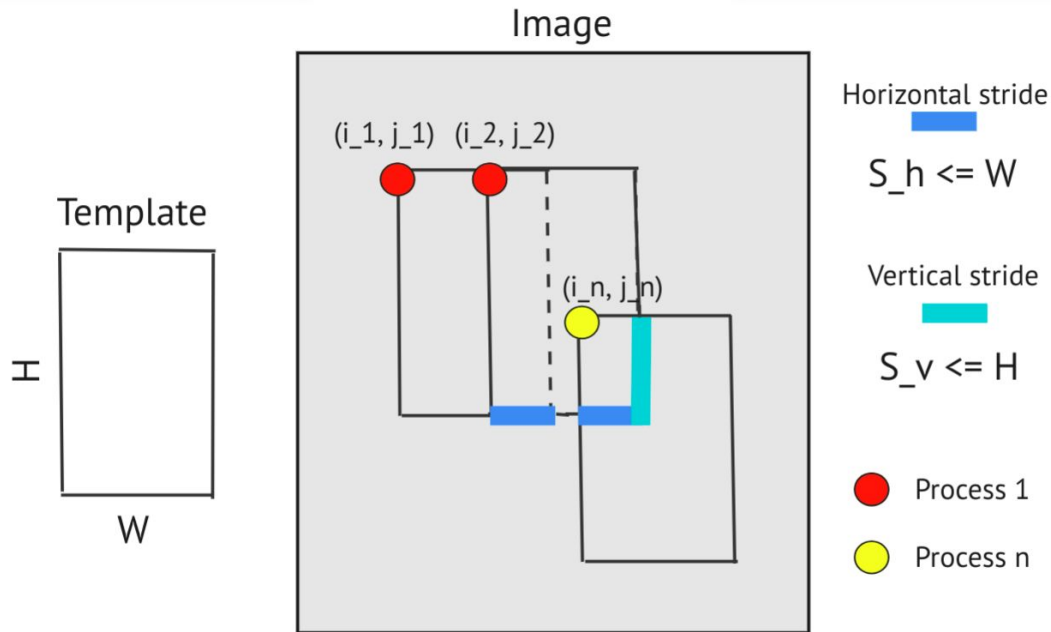 Image
Horizontal stride
(i_1, j_1) (i_2, j_2)
S_h <= W
Template
Vertical stride
(i_n, j_n)
H
S_v <= H
Process 1
W
Process n